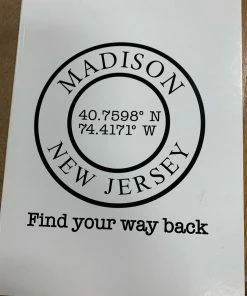 MADISON
40.7598° N
74.4171° W
NEW JERSEY
Find your way back